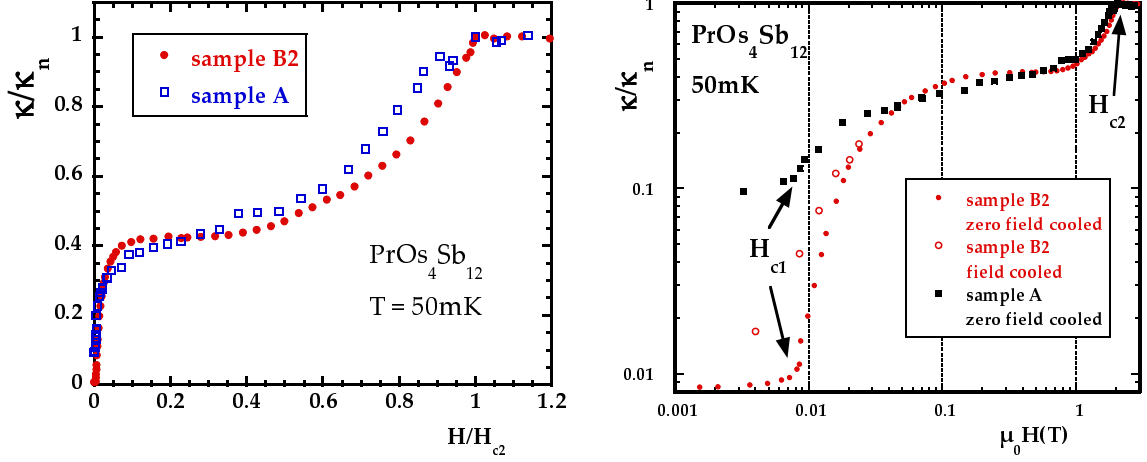 κ/κn
1
0.8
0.6
0.4
0.2
0
0
0.2
0.4
0.6
0.8
1
1.2
H/Hc2
sample B2
sample A
PrOs4Sb12
T = 50mK
κ/κn
1
0.1
0.01
0.001
0.01
0.1
1
μ0H(T)
PrOs4Sb12
50mK
Hc2
Hc1
sample B2
zero field cooled
sample B2
field cooled
sample A
zero field cooled